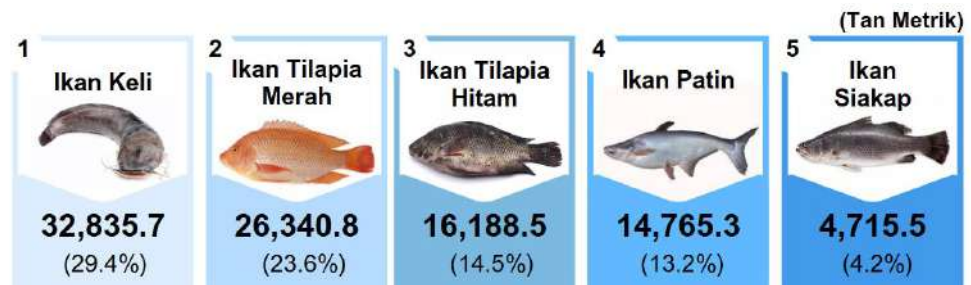 (Tan Metrik)
1
Ikan Keli
32,835.7
(29.4%)
2
Ikan Tilapia
Merah
26,340.8
(23.6%)
3
Ikan Tilapia
Hitam
16,188.5
(14.5%)
4
Ikan Patin
14,765.3
(13.2%)
5
Ikan
Siakap
4,715.5
(4.2%)